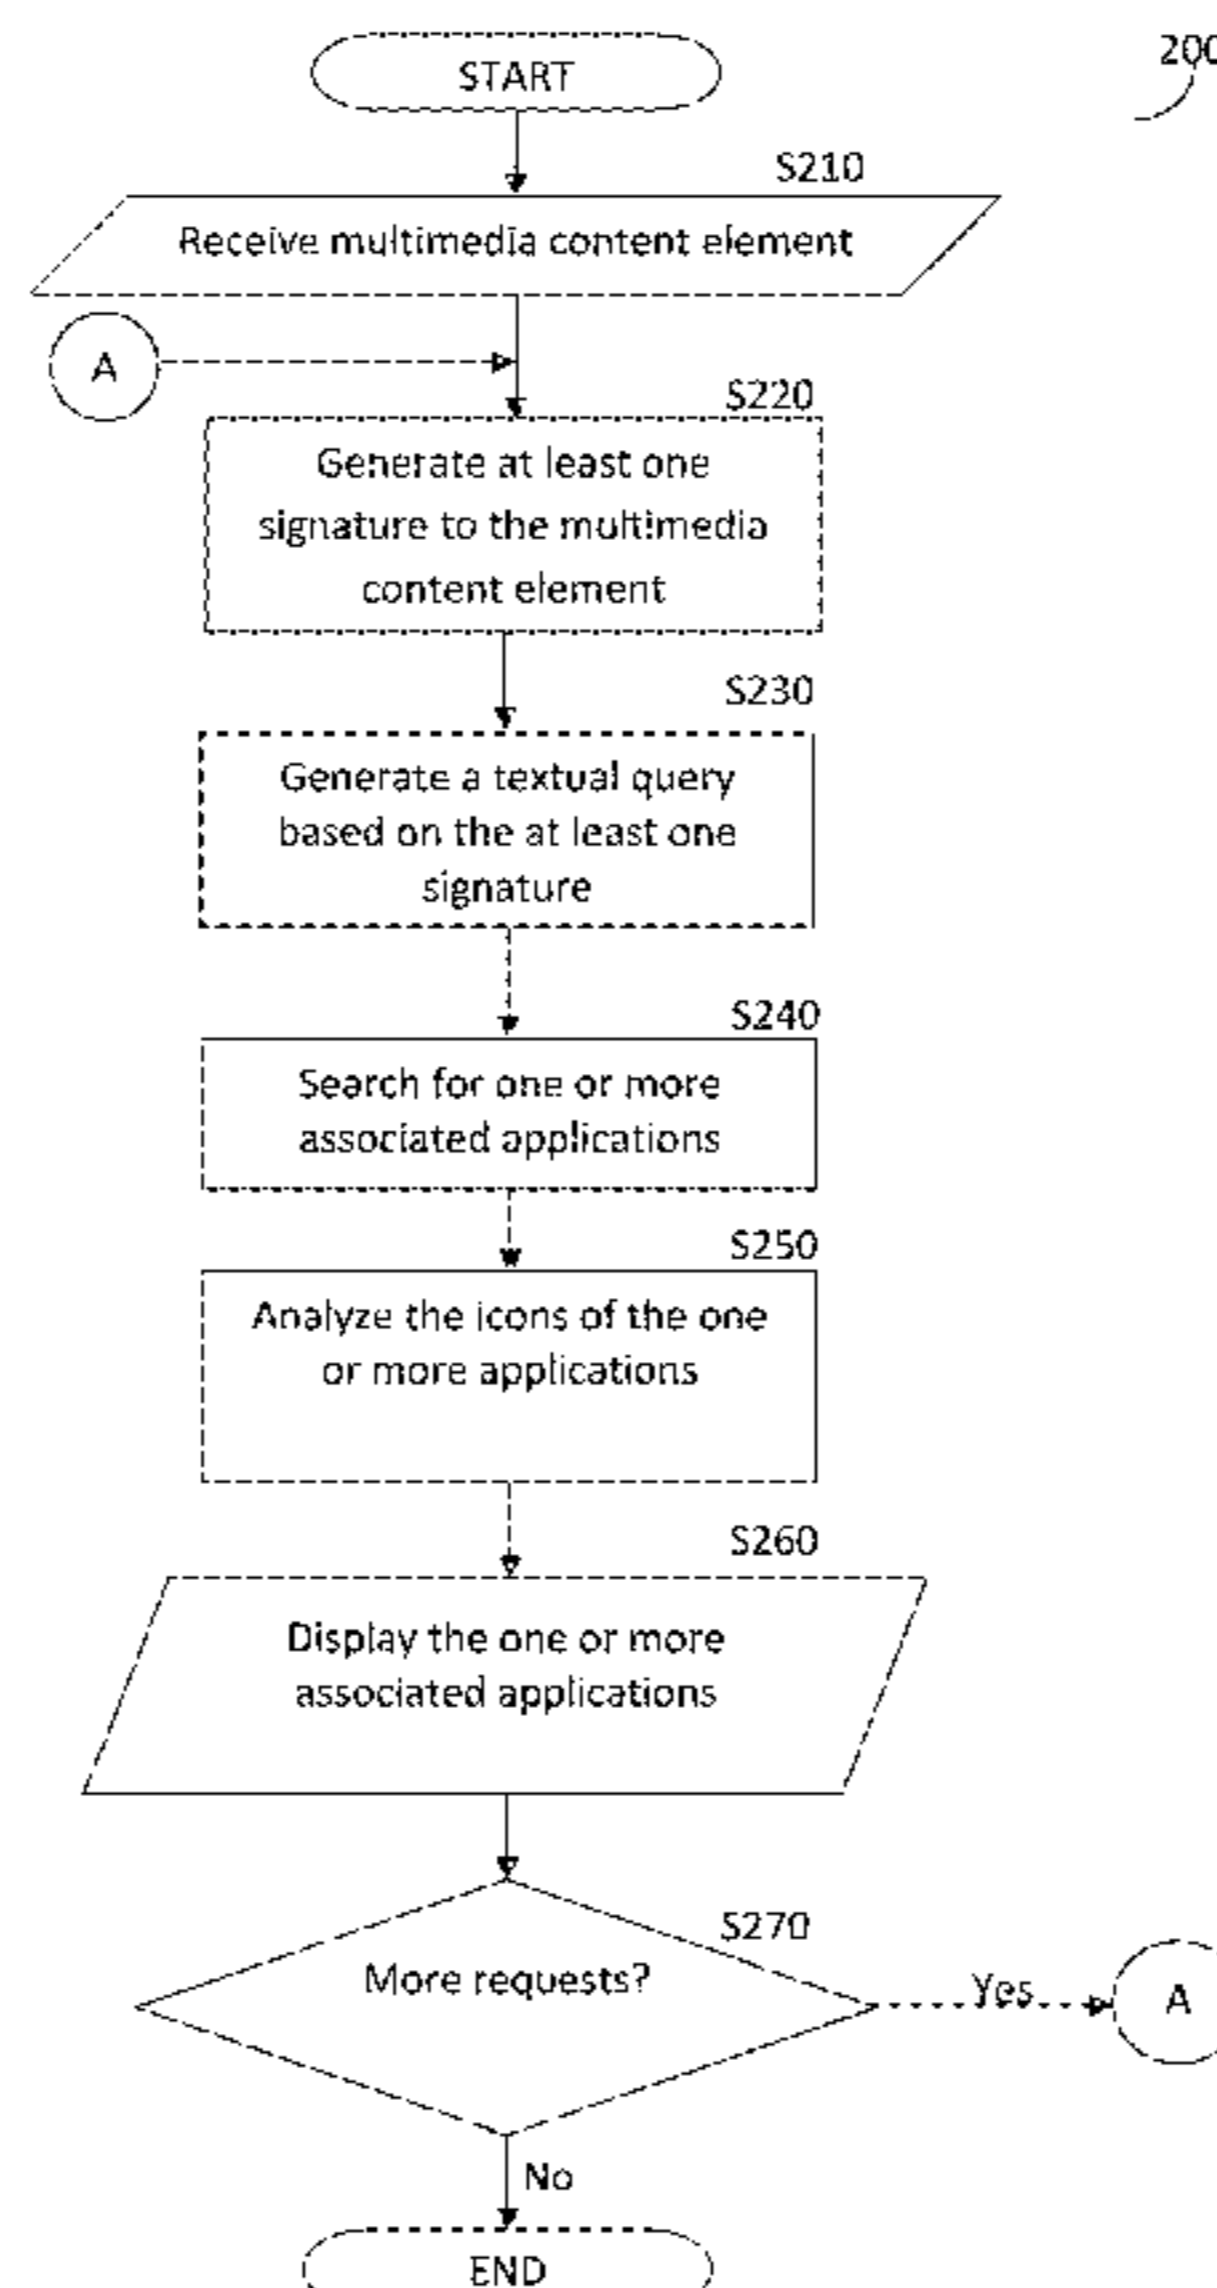 START
200
S210
Receive multimedia content element
A
S220
Generate at least one
signature to the multimedia
content element
S230
Generate a textual query
based on the at least one
signature
S240
Search for one or more
associated applications
S250
Analyze the icons of the one
or more applications
S260
Display the one or more
associated applications
S270
More requests?
Yes
A
No
END